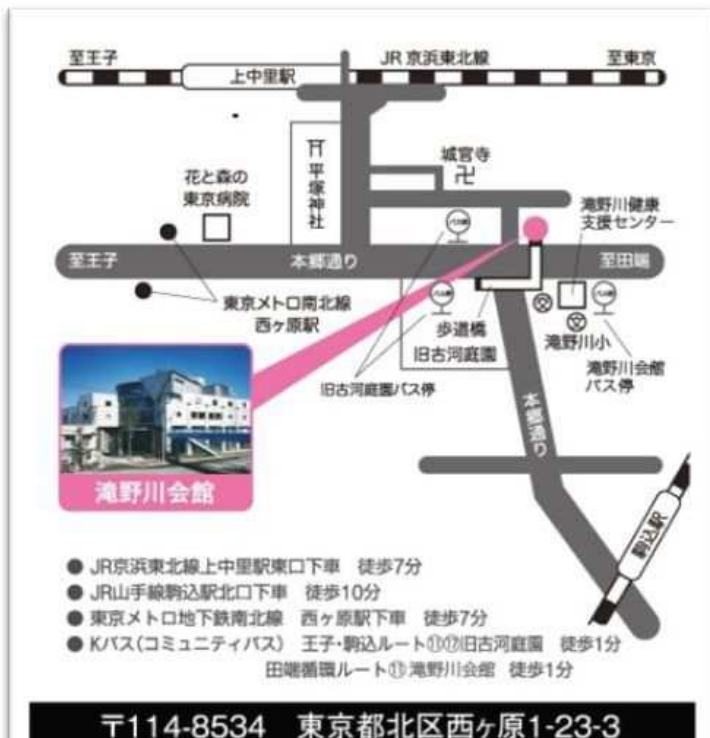 至王子
JR 京浜東北線
至東京
上中里駅
平塚神社
城官寺
花と森の
東京病院
滝野川健康
支援センター
バス停
至王子
本郷通り
至田端
東京メトロ南北線
西ヶ原駅
バス停
歩道橋
旧古河庭園
文
文
バス停
滝野川小
旧古河庭園バス停
滝野川会館
バス停
本郷通り
滝野川会館
駒込駅
● JR京浜東北線上中里駅東口下車 徒歩7分
● JR山手線駒込駅北口下車 徒歩10分
● 東京メトロ地下鉄南北線 西ヶ原駅下車 徒歩7分
● Kバス(コミュニティバス) 王子・駒込ルート⑪⑰旧古河庭園 徒歩1分
田端循環ルート⑪滝野川会館 徒歩1分
〒114-8534 東京都北区西ヶ原1-23-3